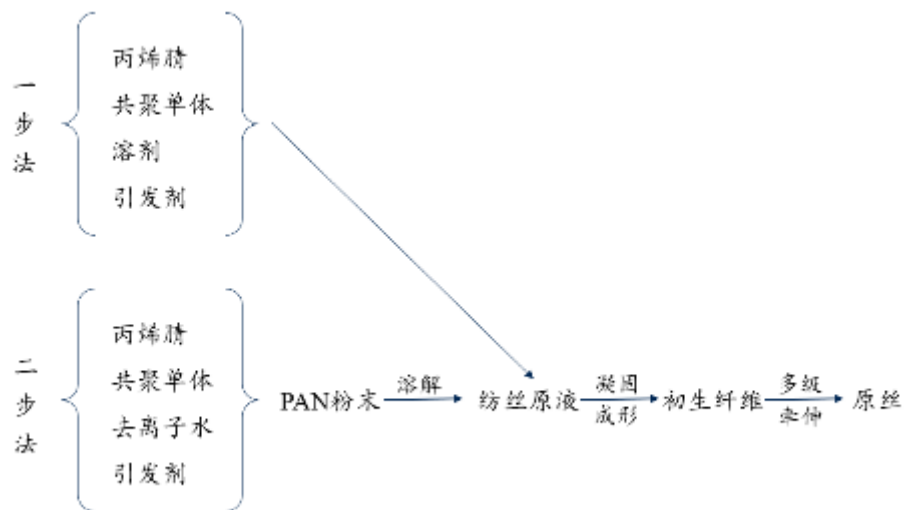 一步法
丙烯腈
共聚单体
溶剂
引发剂
二步法
丙烯腈
共聚单体
去离子水
引发剂
PAN粉末 溶解 纺丝原液 凝固成形 初生纤维 多级牵伸 原丝